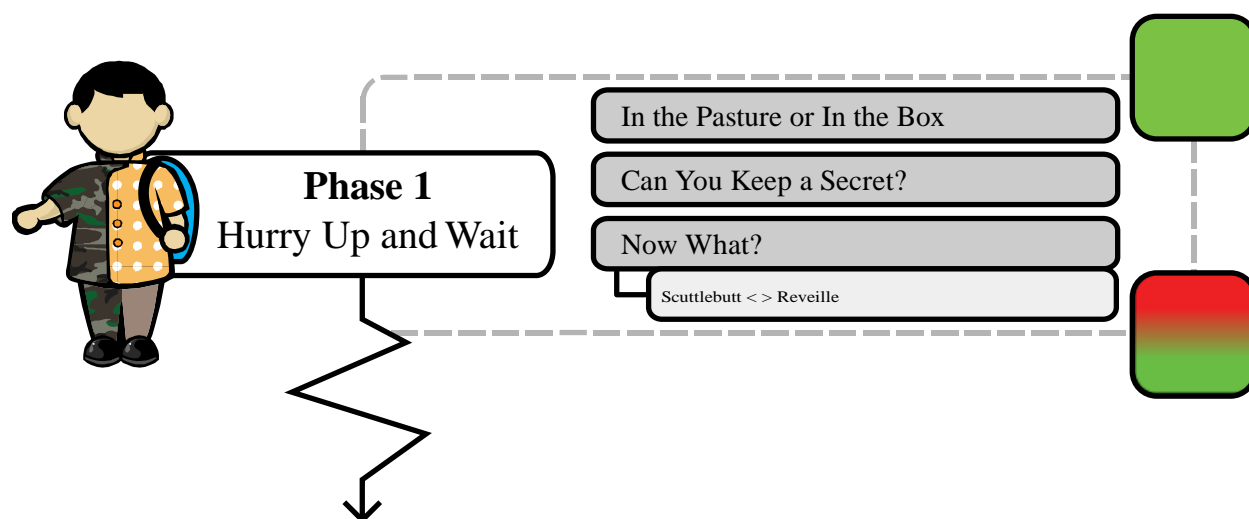 Phase 1
Hurry Up and Wait
In the Pasture or In the Box
Can You Keep a Secret?
Now What?
Scuttlebutt < > Reveille